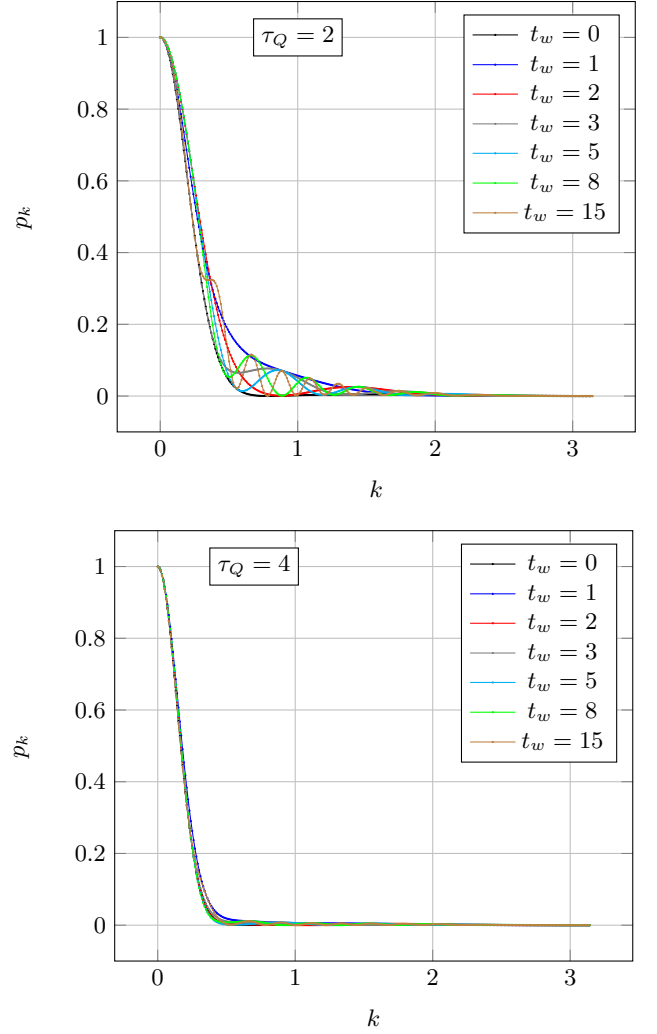 τ_Q = 2
t_w = 0
t_w = 1
t_w = 2
t_w = 3
t_w = 5
t_w = 8
t_w = 15
1
0.8
0.6
0.4
0.2
0
p_k
0 1 2 3
k
τ_Q = 4
t_w = 0
t_w = 1
t_w = 2
t_w = 3
t_w = 5
t_w = 8
t_w = 15
1
0.8
0.6
0.4
0.2
0
p_k
0 1 2 3
k